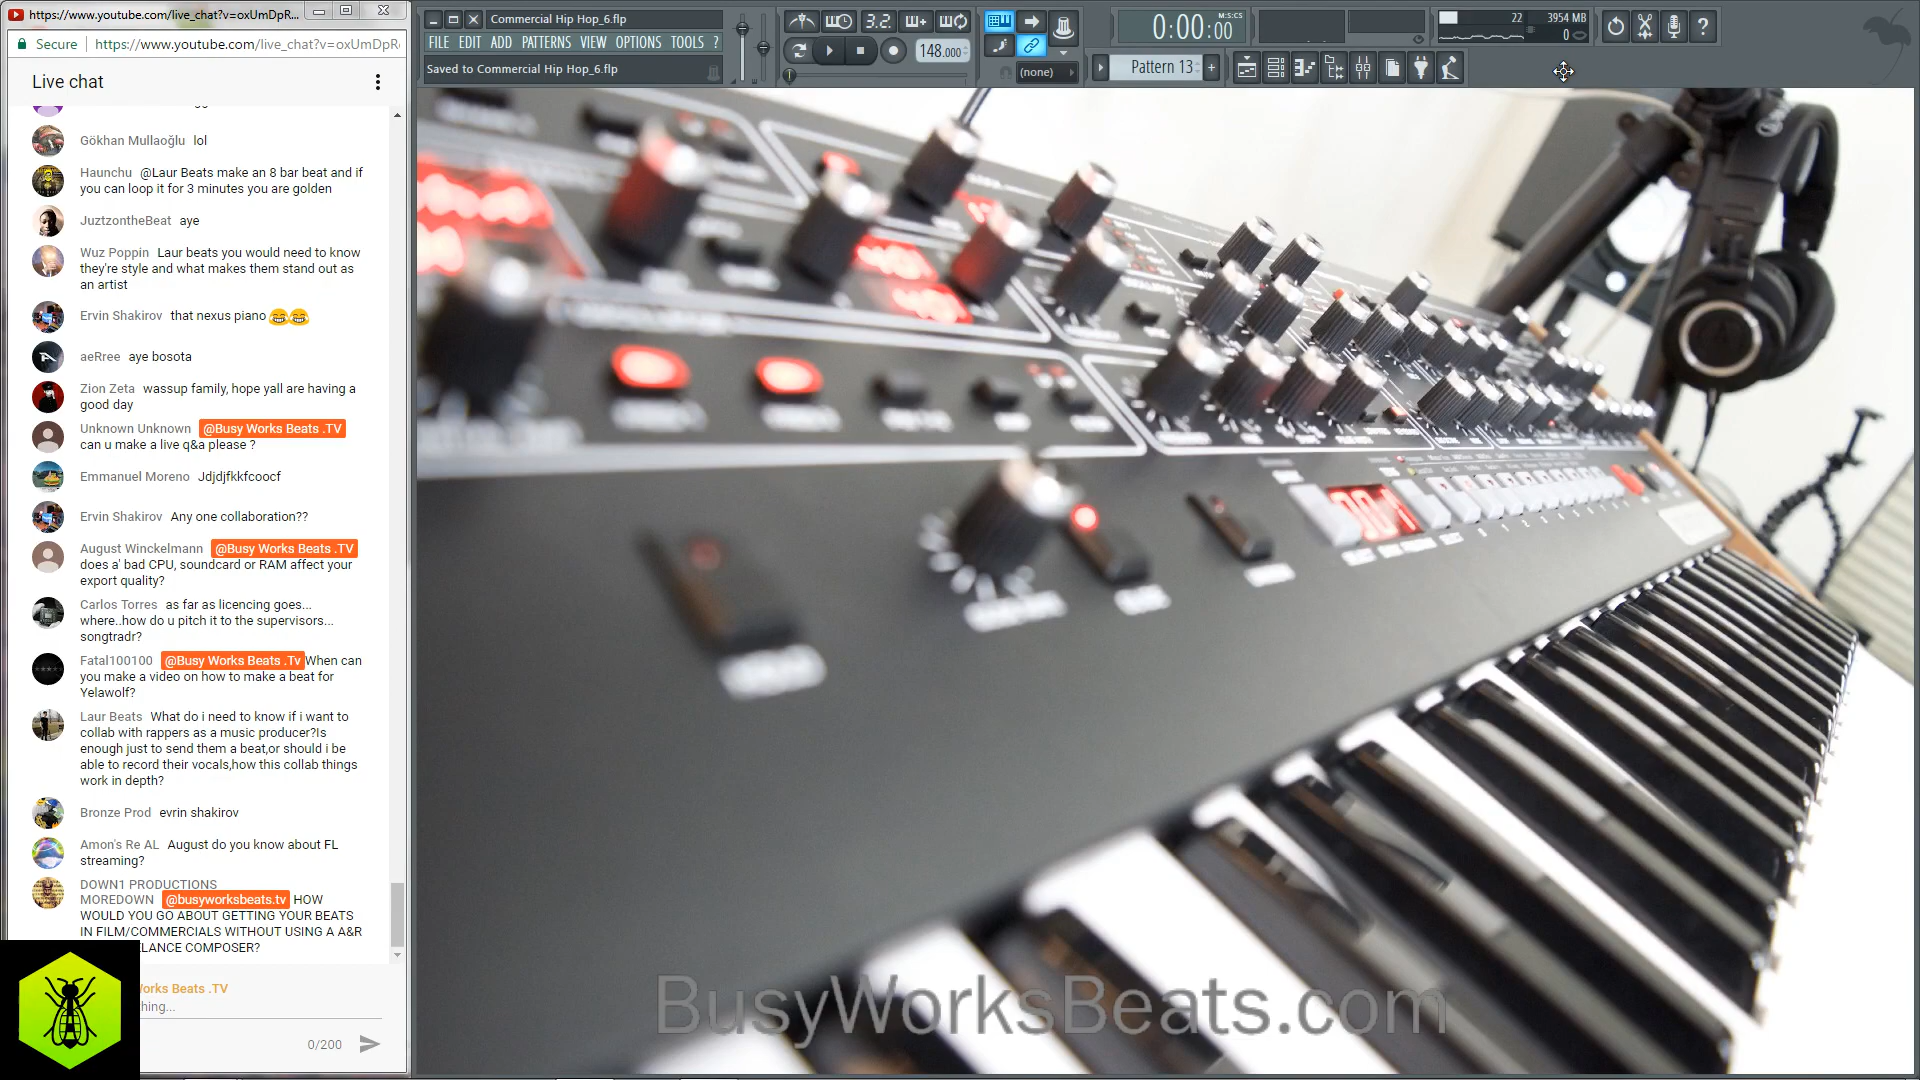 https://www.youtube.com/live_chat?v=oxUmDpR...
Secure
https://www.youtube.com/live_chat?v=oxUmDpR
Live chat
Gökhan Mullaoğlu lol
Haunchu @Laur Beats make an 8 bar beat and if
you can loop it for 3 minutes you are golden
JuztzontheBeat aye
Wuz Poppin Laur beats you would need to know
they're style and what makes them stand out as
an artist
Ervin Shakirov that nexus piano 😂😂
aeRree aye bosota
Zion Zeta wassup family, hope yall are having a
good day
Unknown Unknown @Busy Works Beats .TV
can u make a live q&a please ?
Emmanuel Moreno Jdjdjfkkfcoocf
Ervin Shakirov Any one collaboration??
August Winckelmann @Busy Works Beats .TV
does a' bad CPU, soundcard or RAM affect your
export quality?
Carlos Torres as far as licencing goes...
where..how do u pitch it to the supervisors...
songtradr?
Fatal100100 @Busy Works Beats .Tv When can
you make a video on how to make a beat for
Yelawolf?
Laur Beats What do i need to know if i want to
collab with rappers as a music producer?Is
enough just to send them a beat,or should i be
able to record their vocals,how this collab things
work in depth?
Bronze Prod evrin shakirov
Amon's Re AL August do you know about FL
streaming?
DOWN1 PRODUCTIONS
MOREDOWN @busyworksbeats.tv HOW
WOULD YOU GO ABOUT GETTING YOUR BEATS
IN FILM/COMMERCIALS WITHOUT USING A A&R
LANCE COMPOSER?
orks Beats .TV
hing...
0/200
Commercial Hip Hop_6.flp
FILE EDIT ADD PATTERNS VIEW OPTIONS TOOLS ?
Saved to Commercial Hip Hop_6.flp
3.2.
148.000
(none)
0:00:00
M:S:CS
Pattern 13
22
3954 MB
0
?
001
BusyWorksBeats.com